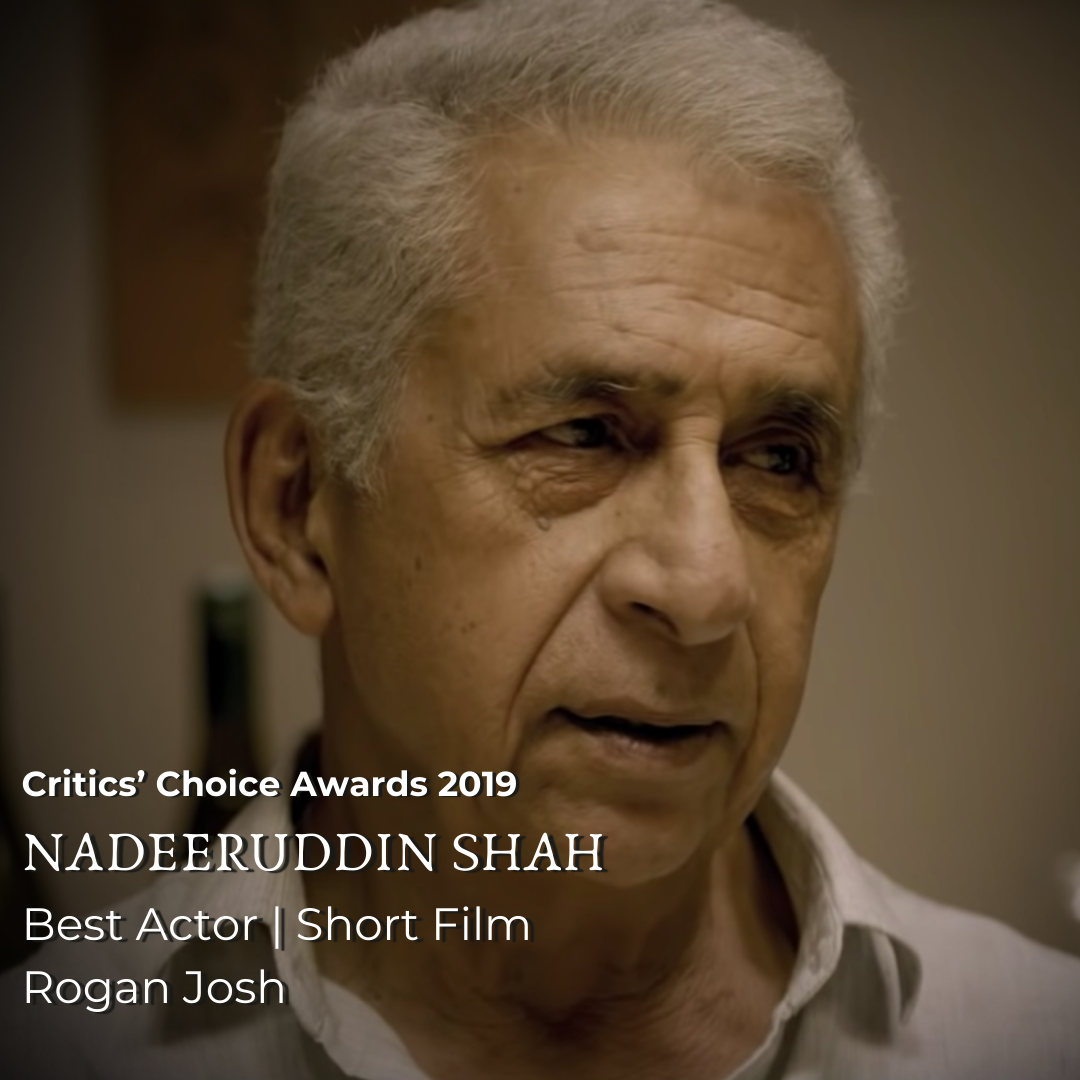 Critics’ Choice Awards 2019
NADEERUDDIN SHAH
Best Actor | Short Film
Rogan Josh